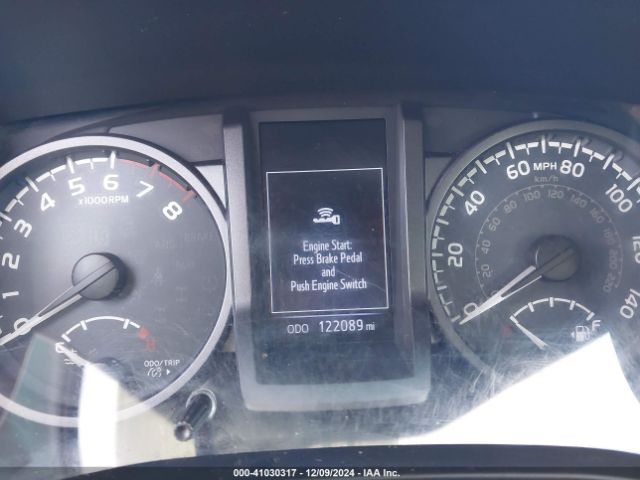 0 1 2 3 4 5 6 7 8
x1000RPM
ODO/TRIP
Engine Start:
Press Brake Pedal
and
Push Engine Switch
ODO 122089 mi
0 20 40 60 MPH 80 100 120 140
km/h
F
000-41030317 - 12/09/2024 - IAA Inc.